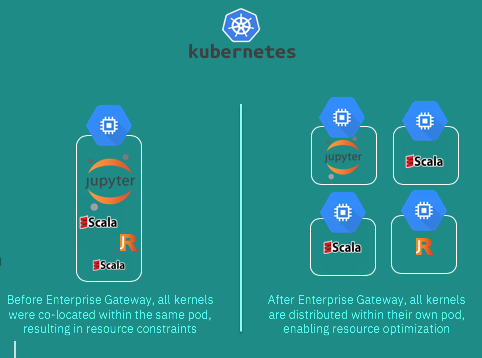 kubernetes
jupyter
Scala
R
Scala
jupyter
Scala
Scala
R
Before Enterprise Gateway, all kernels
were co-located within the same pod,
resulting in resource constraints
After Enterprise Gateway, all kernels
are distributed within their own pod,
enabling resource optimization